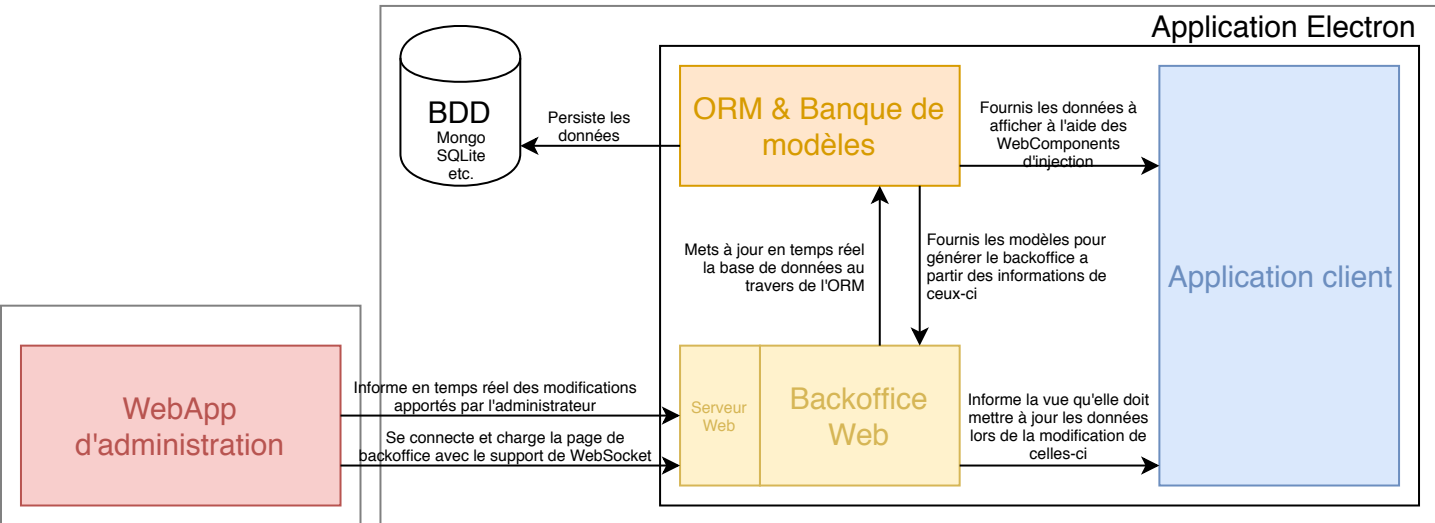 Application Electron
BDD
Mongo
SQLite
etc.
Persiste les
données
ORM & Banque de
modèles
Fournis les données à
afficher à l'aide des
WebComponents
d'injection
Mets à jour en temps réel
la base de données au
travers de l'ORM
Fournis les modèles pour
générer le backoffice a
partir des informations de
ceux-ci
Application client
WebApp
d'administration
Informe en temps réel des modifications
apportés par l'administrateur
Se connecte et charge la page de
backoffice avec le support de WebSocket
Serveur
Web
Backoffice
Web
Informe la vue qu'elle doit
mettre à jour les données
lors de la modification de
celles-ci